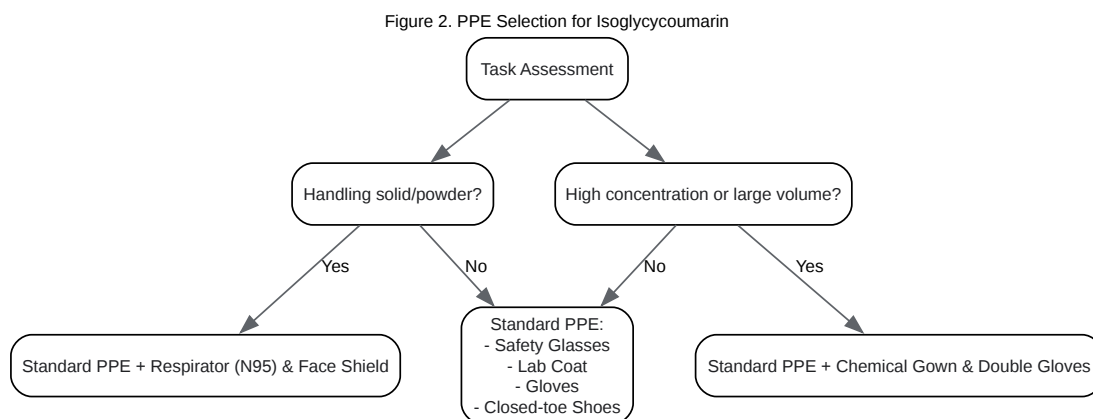 Figure 2. PPE Selection for Isoglycycoumarin
Task Assessment
Handling solid/powder?
High concentration or large volume?
Yes
No
No
Yes
Standard PPE + Respirator (N95) & Face Shield
Standard PPE:
- Safety Glasses
- Lab Coat
- Gloves
- Closed-toe Shoes
Standard PPE + Chemical Gown & Double Gloves